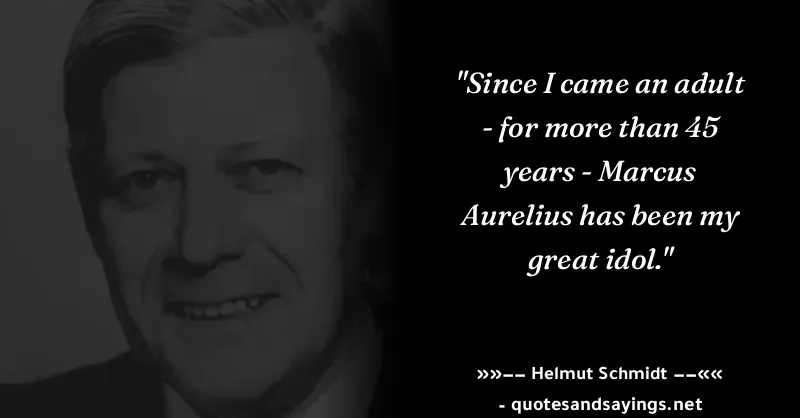 "Since I came an adult
- for more than 45
years - Marcus
Aurelius has been my
great idol."
»»—— Helmut Schmidt ——««
- quotesandsayings.net